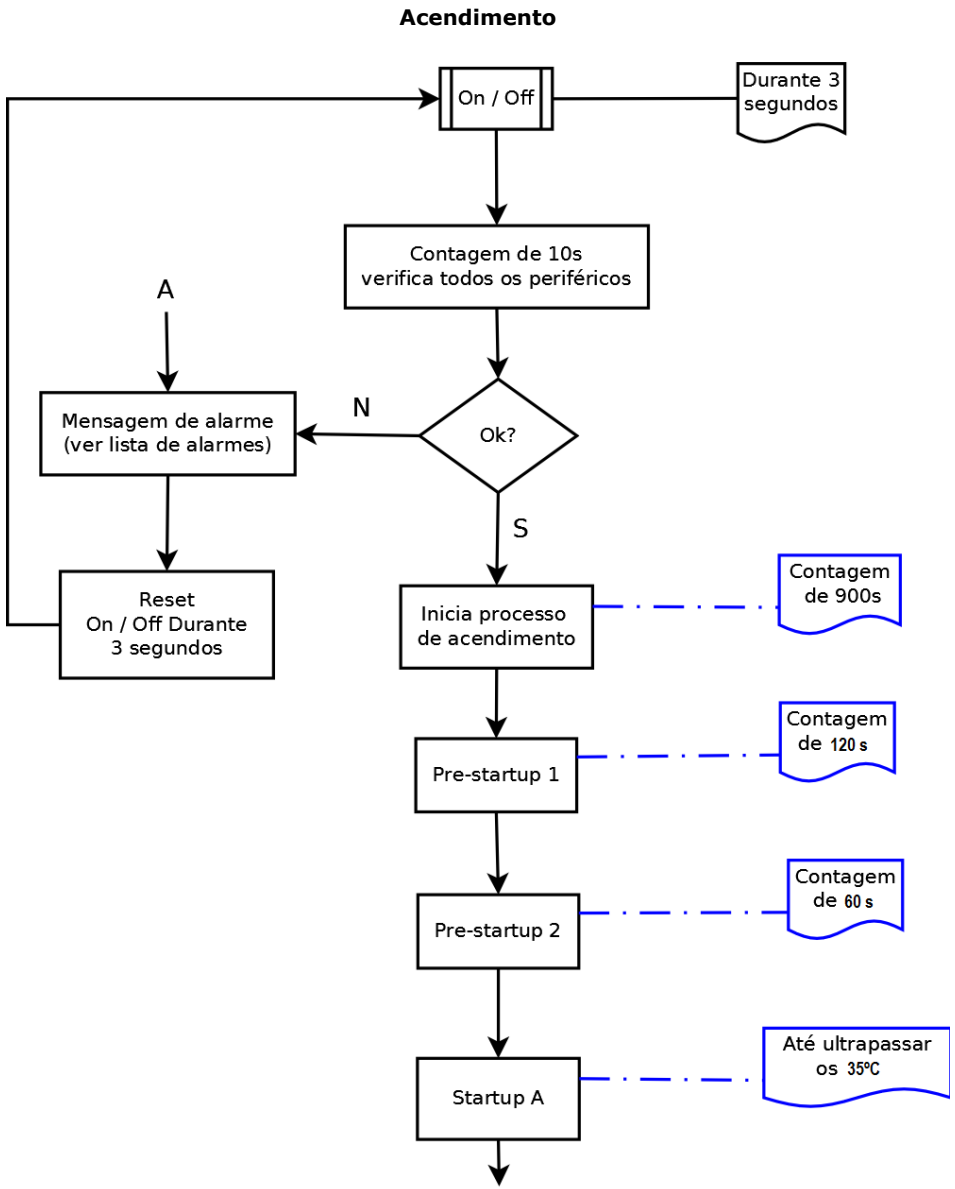 Acendimento
On / Off
Durante 3
segundos
Contagem de 10s
verifica todos os periféricos
A
Mensagem de alarme
(ver lista de alarmes)
N
Ok?
S
Reset
On / Off Durante
3 segundos
Inicia processo
de acendimento
Contagem
de 900s
Pre-startup 1
Contagem
de 120 s
Pre-startup 2
Contagem
de 60 s
Startup A
Até ultrapassar
os 35ºC